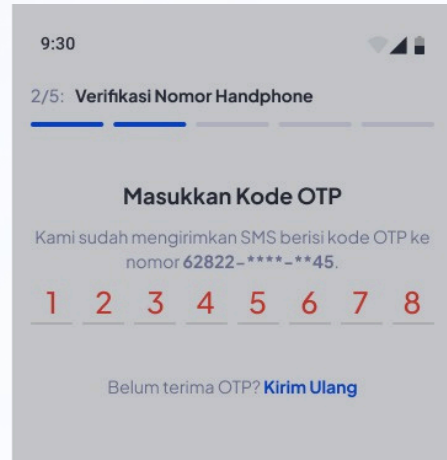 9:30
2/5: Verifikasi Nomor Handphone
Masukkan Kode OTP
Kami sudah mengirimkan SMS berisi kode OTP ke
nomor 62822-****-**45.
1 2 3 4 5 6 7 8
Belum terima OTP? Kirim Ulang